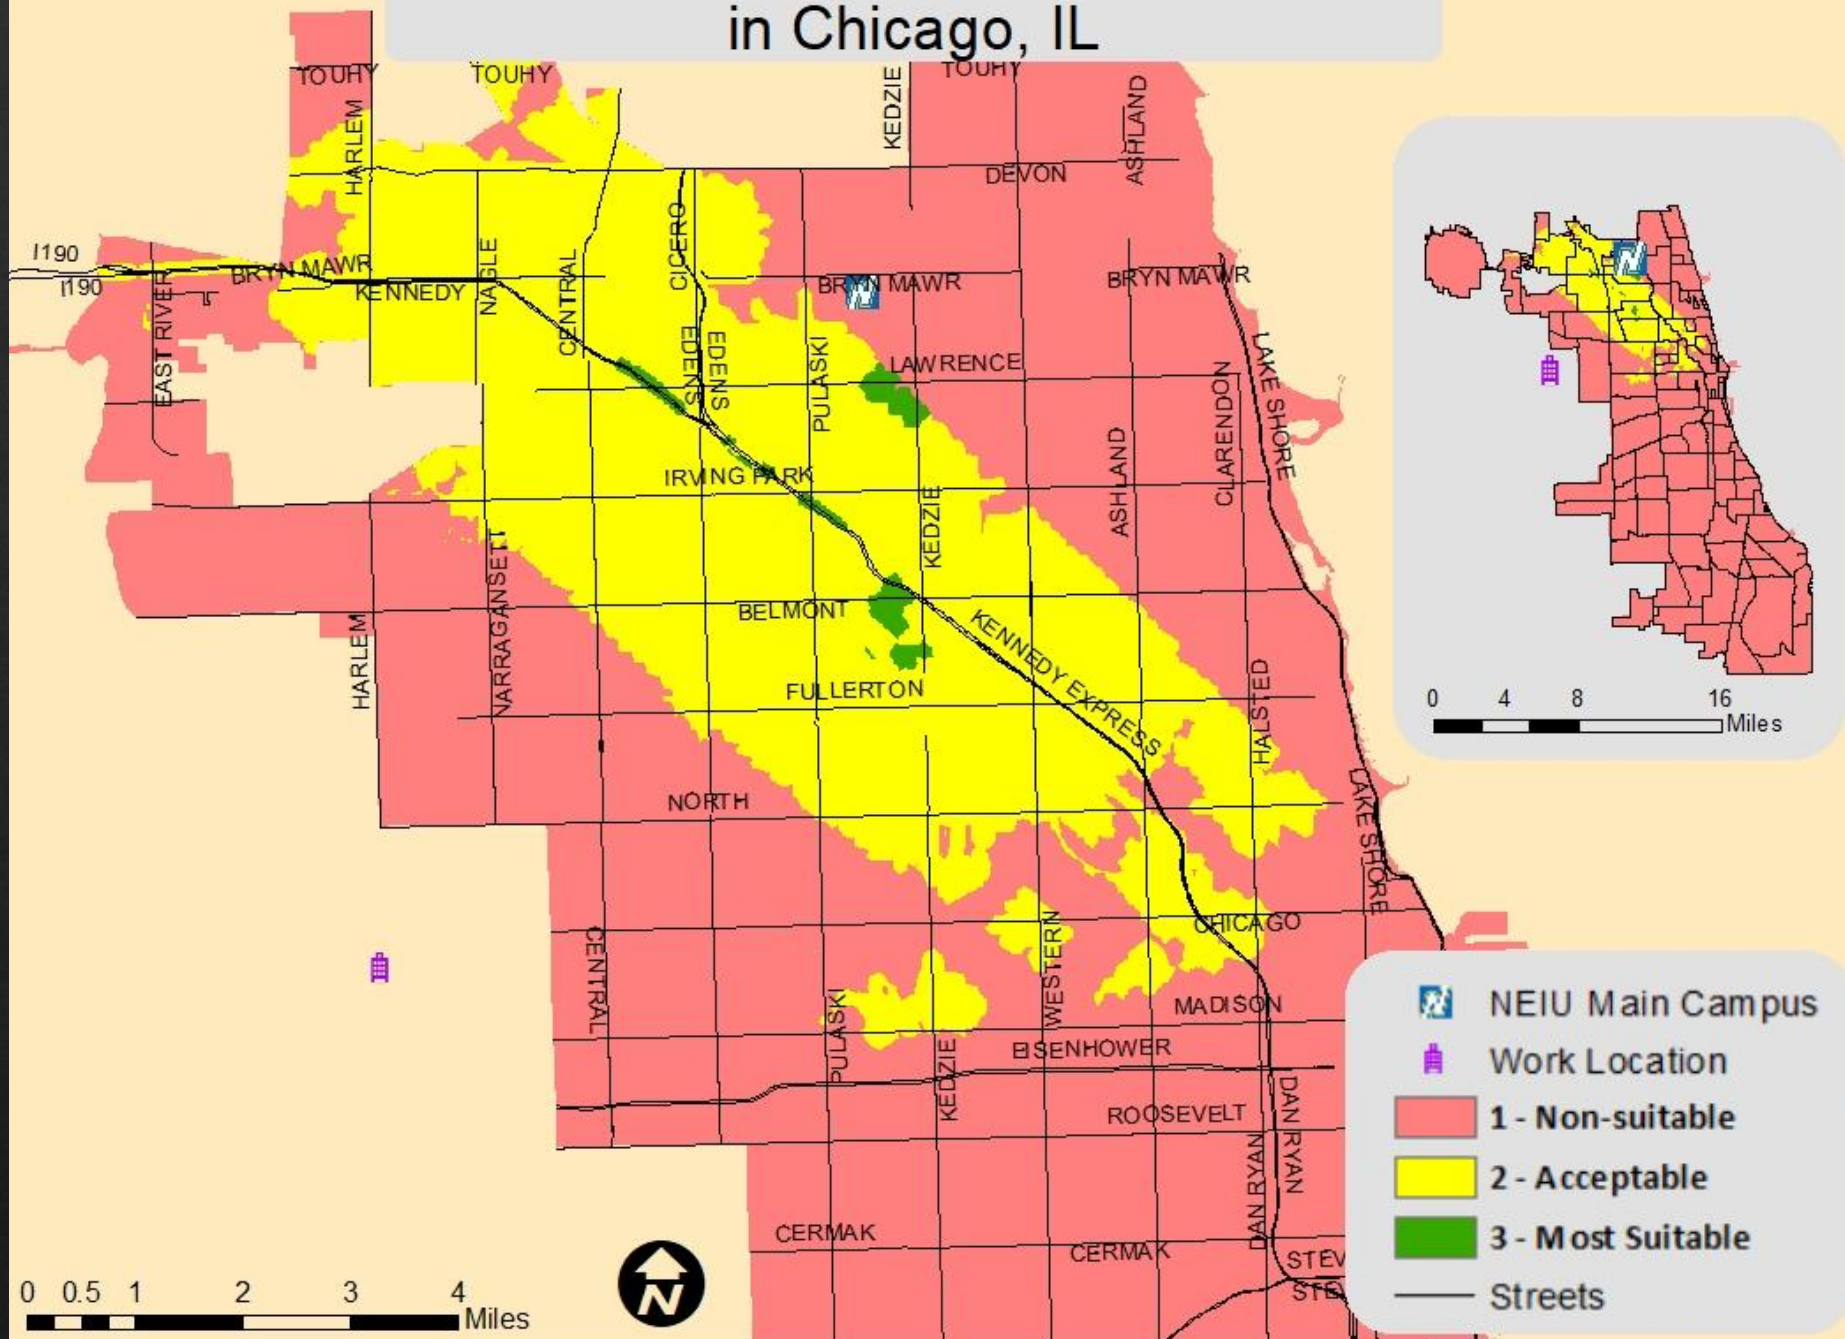 in Chicago, IL
TOUHY
TOUHY
KEDZIE
TOUHY
ASHLAND
HARLEM
DEVON
I190
I190
BRYN MAWR
KENNEDY
NAGLE
CENTRAL
CICERO
BRYN MAWR
BRYN MAWR
EAST RIVER
EDENS
EDENS
PULASKI
LAWRENCE
CLARENDON
LAKE SHORE
IRVING PARK
KEDZIE
ASHLAND
NARRAGANSETT
HARLEM
BELMONT
KENNEDY EXPRESS
FULLERTON
HALSTED
NORTH
LAKE SHORE
CENTRAL
CHICAGO
WESTERN
PULASKI
MADISON
EISENHOWER
KEDZIE
ROOSEVELT
DAN RYAN
DAN RYAN
CERMAK
CERMAK
STEV
STE
0 4 8 16
Miles
NEIU Main Campus
Work Location
1 - Non-suitable
2 - Acceptable
3 - Most Suitable
Streets
N
0 0.5 1 2 3 4
Miles